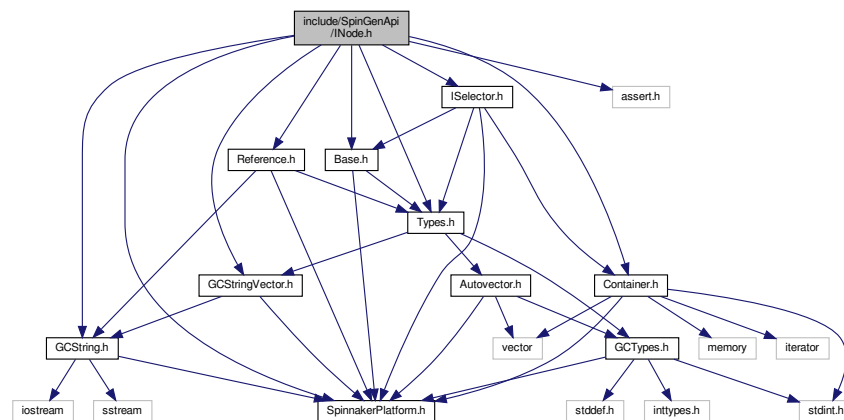 include/SpinGenApi
/INode.h
ISelector.h
assert.h
Reference.h
Base.h
Types.h
GCStringVector.h
Autovector.h
Container.h
GCString.h
vector
GCTypes.h
memory
iterator
iostream
sstream
SpinnakerPlatform.h
stddef.h
inttypes.h
stdint.h